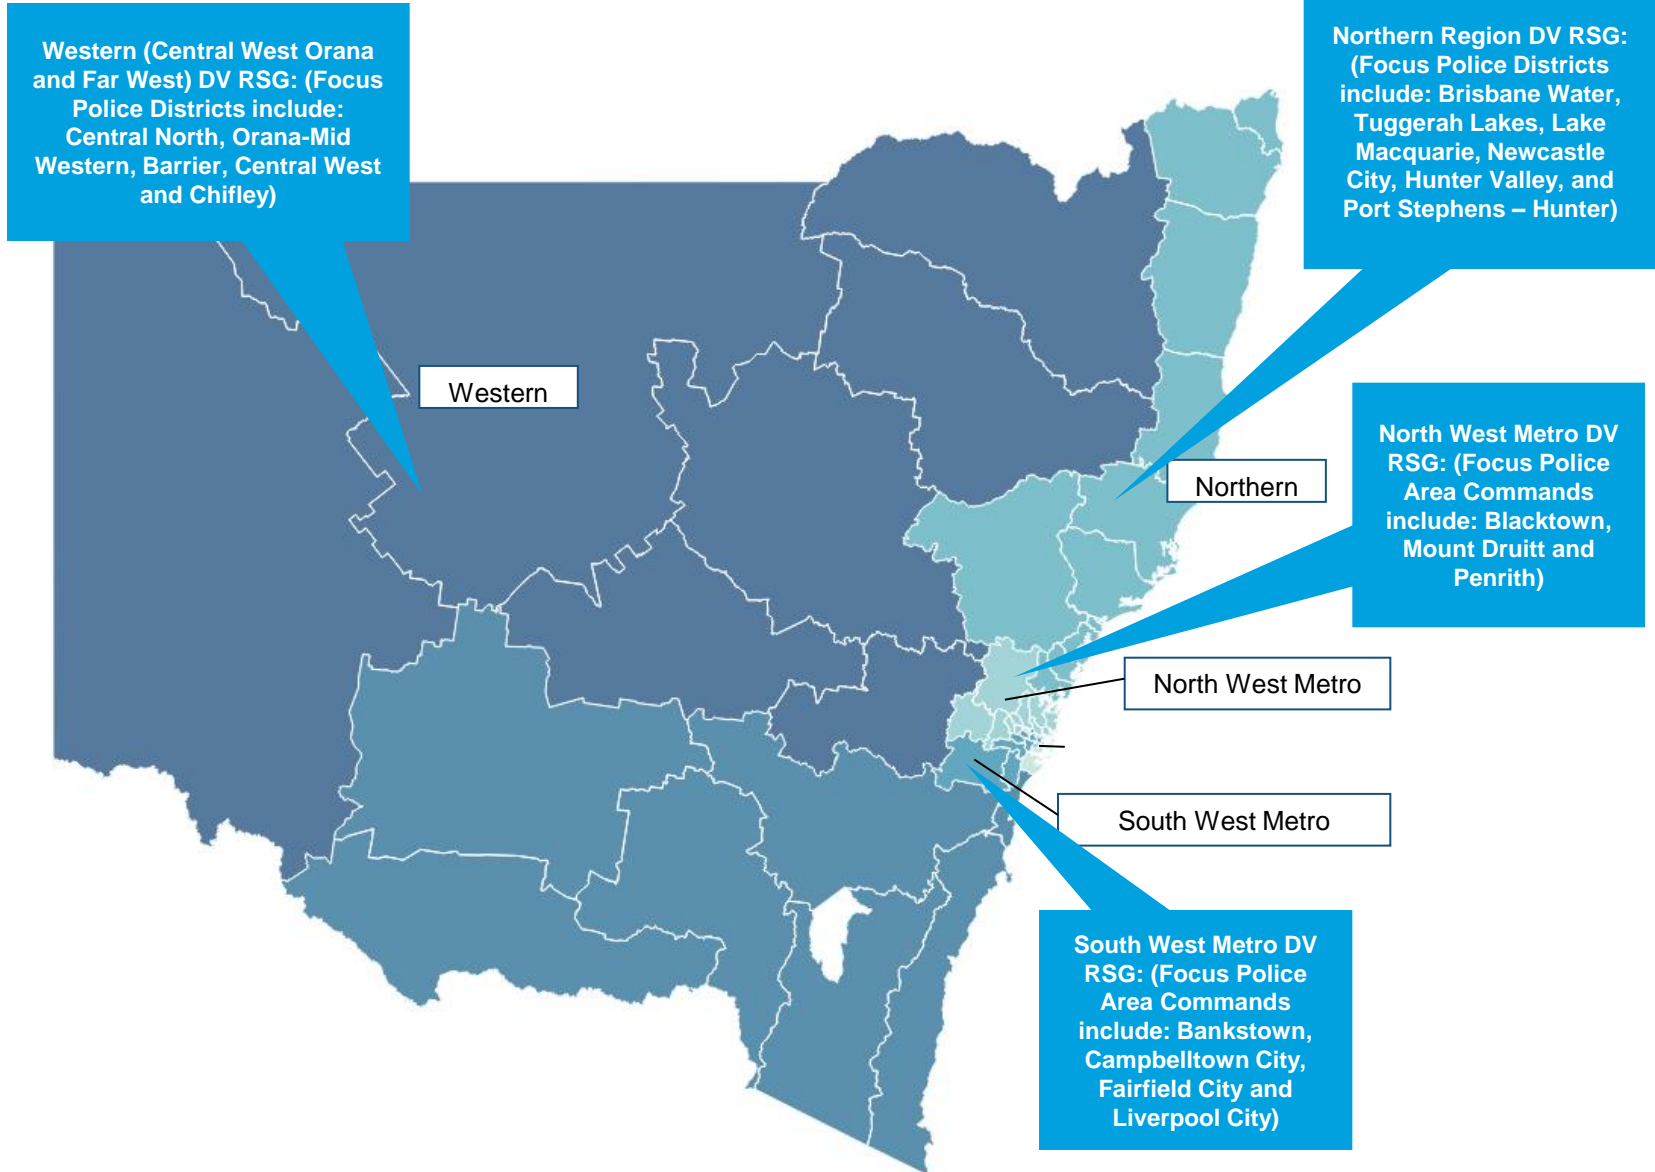 Western (Central West Orana
and Far West) DV RSG: (Focus
Police Districts include:
Central North, Orana-Mid
Western, Barrier, Central West
and Chifley)
Northern Region DV RSG:
(Focus Police Districts
include: Brisbane Water,
Tuggerah Lakes, Lake
Macquarie, Newcastle
City, Hunter Valley, and
Port Stephens – Hunter)
Western
Northern
North West Metro DV
RSG: (Focus Police
Area Commands
include: Blacktown,
Mount Druitt and
Penrith)
North West Metro
South West Metro
South West Metro DV
RSG: (Focus Police
Area Commands
include: Bankstown,
Campbelltown City,
Fairfield City and
Liverpool City)